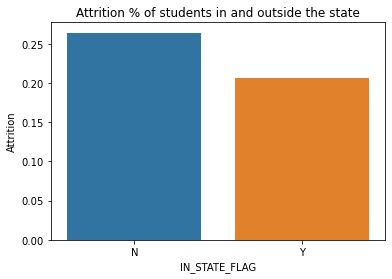 Attrition % of students in and outside the state
0.25
0.20
0.15
0.10
0.05
0.00
Attrition
N
Y
IN_STATE_FLAG